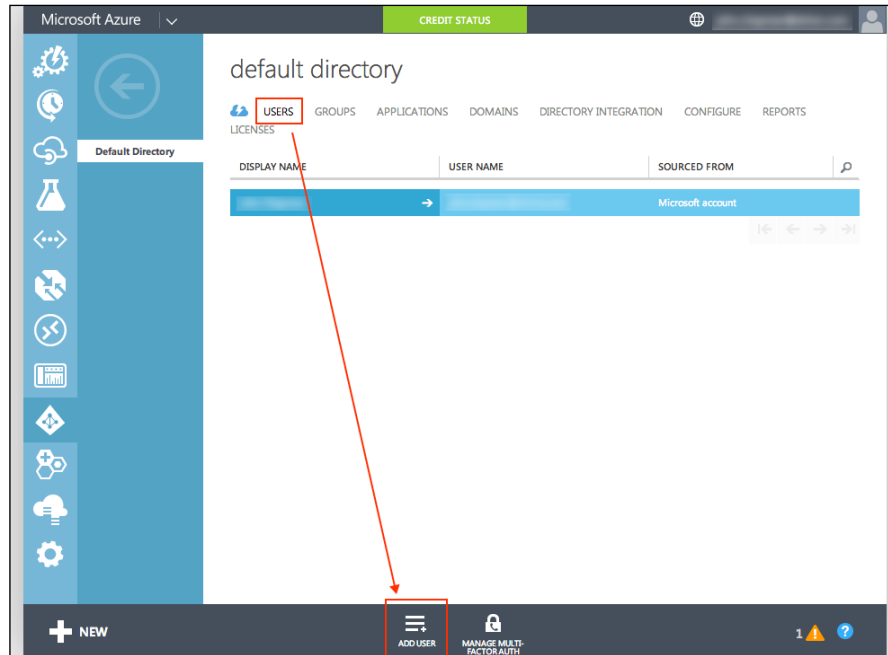 Microsoft Azure
CREDIT STATUS
default directory
USERS GROUPS APPLICATIONS DOMAINS DIRECTORY INTEGRATION CONFIGURE REPORTS
LICENSES
Default Directory
DISPLAY NAME USER NAME SOURCED FROM
Microsoft account
NEW
ADD USER
MANAGE MULTI-
FACTOR AUTH
1